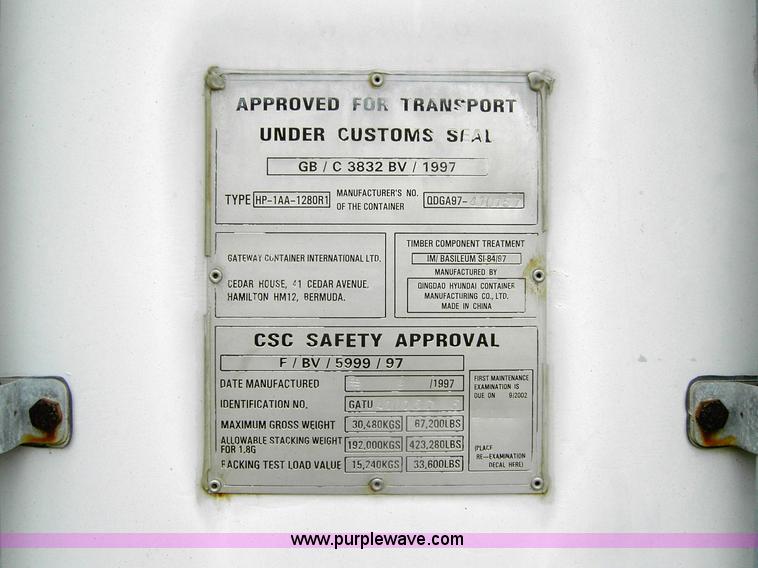 APPROVED FOR TRANSPORT
UNDER CUSTOMS SEAL
GB / C 3832 BV / 1997
TYPE HP-1AA-1280R1 MANUFACTURER'S NO. OF THE CONTAINER QDGA97-
GATEWAY CONTAINER INTERNATIONAL LTD.
CEDAR HOUSE, 41 CEDAR AVENUE,
HAMILTON HM12, BERMUDA.
TIMBER COMPONENT TREATMENT
IM/ BASILEUM SI-84/97
MANUFACTURED BY
QINGDAO HYUNDAI CONTAINER
MANUFACTURING CO., LTD.
MADE IN CHINA
CSC SAFETY APPROVAL
F / BV / 5999 / 97
DATE MANUFACTURED /1997
IDENTIFICATION NO. GATU
MAXIMUM GROSS WEIGHT 30,480KGS 67,200LBS
ALLOWABLE STACKING WEIGHT
FOR 1.8G 192,000KGS 423,280LBS
RACKING TEST LOAD VALUE 15,240KGS 33,600LBS
FIRST MAINTENANCE
EXAMINATION IS
DUE ON 9/2002
(PLACE
RE-EXAMINATION
DECAL HERE)
www.purplewave.com